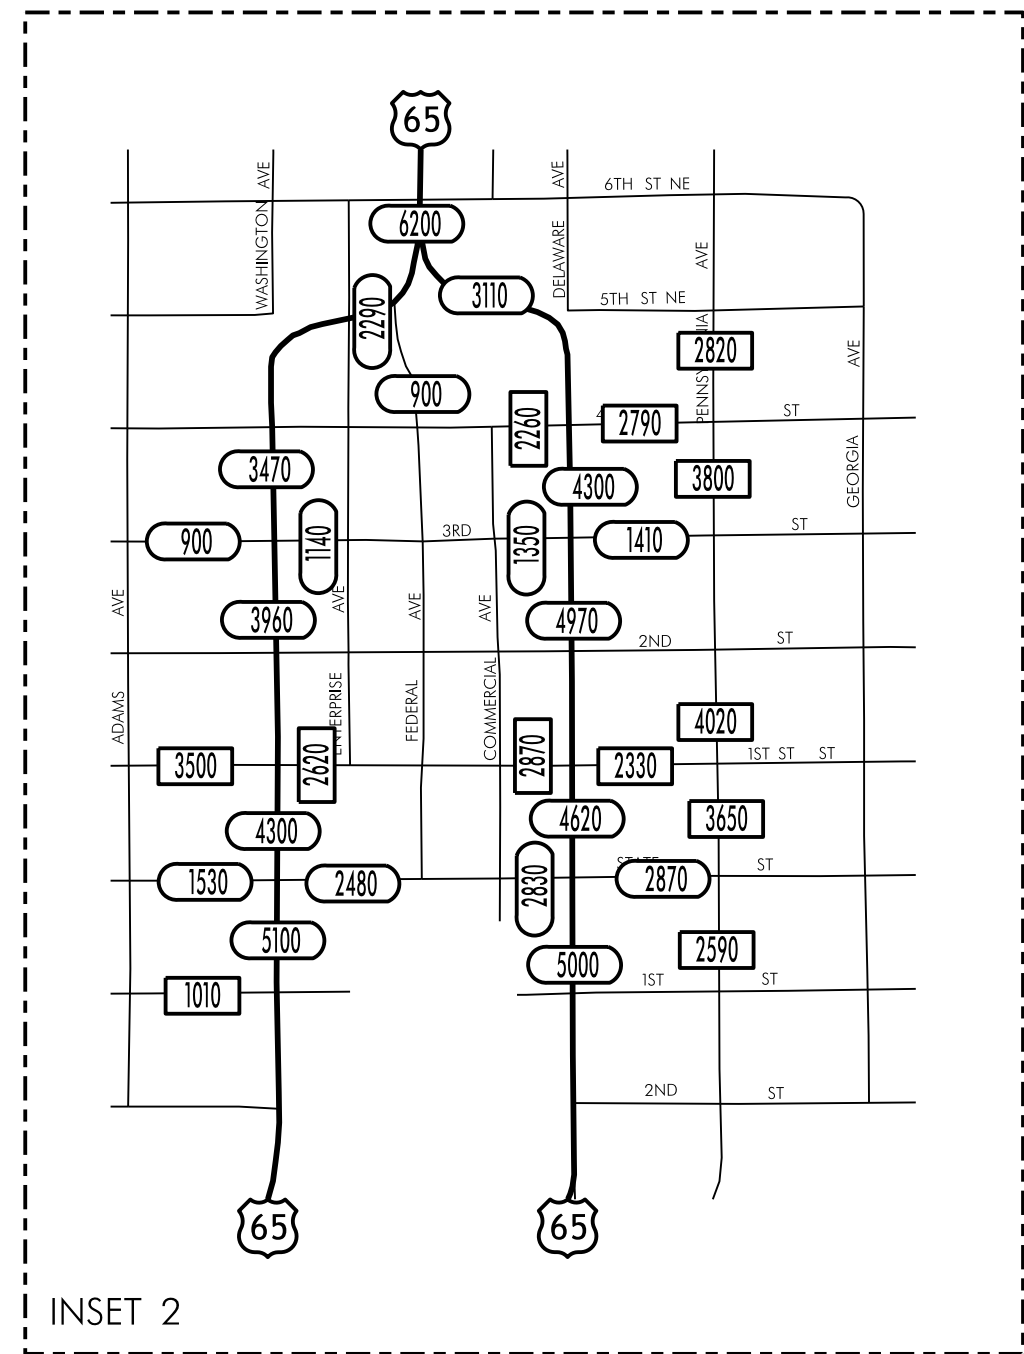 65
6TH ST NE
WASHINGTON AVE
6200
DELAWARE AVE
AVE
2290
3110
5TH ST NE
2820
900
AVE
2260
2790
ST
3470
4300
3800
GEORGIA
900
1140
3RD
1350
1410
ST
AVE
AVE
AVE
AVE
3960
4970
2ND
ST
ADAMS
FEDERAL
COMMERCIAL
4020
3500
2620
2870
2330
1ST ST
ST
4300
4620
3650
1530
2480
2830
2870
ST
5100
5000
2590
1010
1ST
ST
2ND
ST
65
65
INSET 2